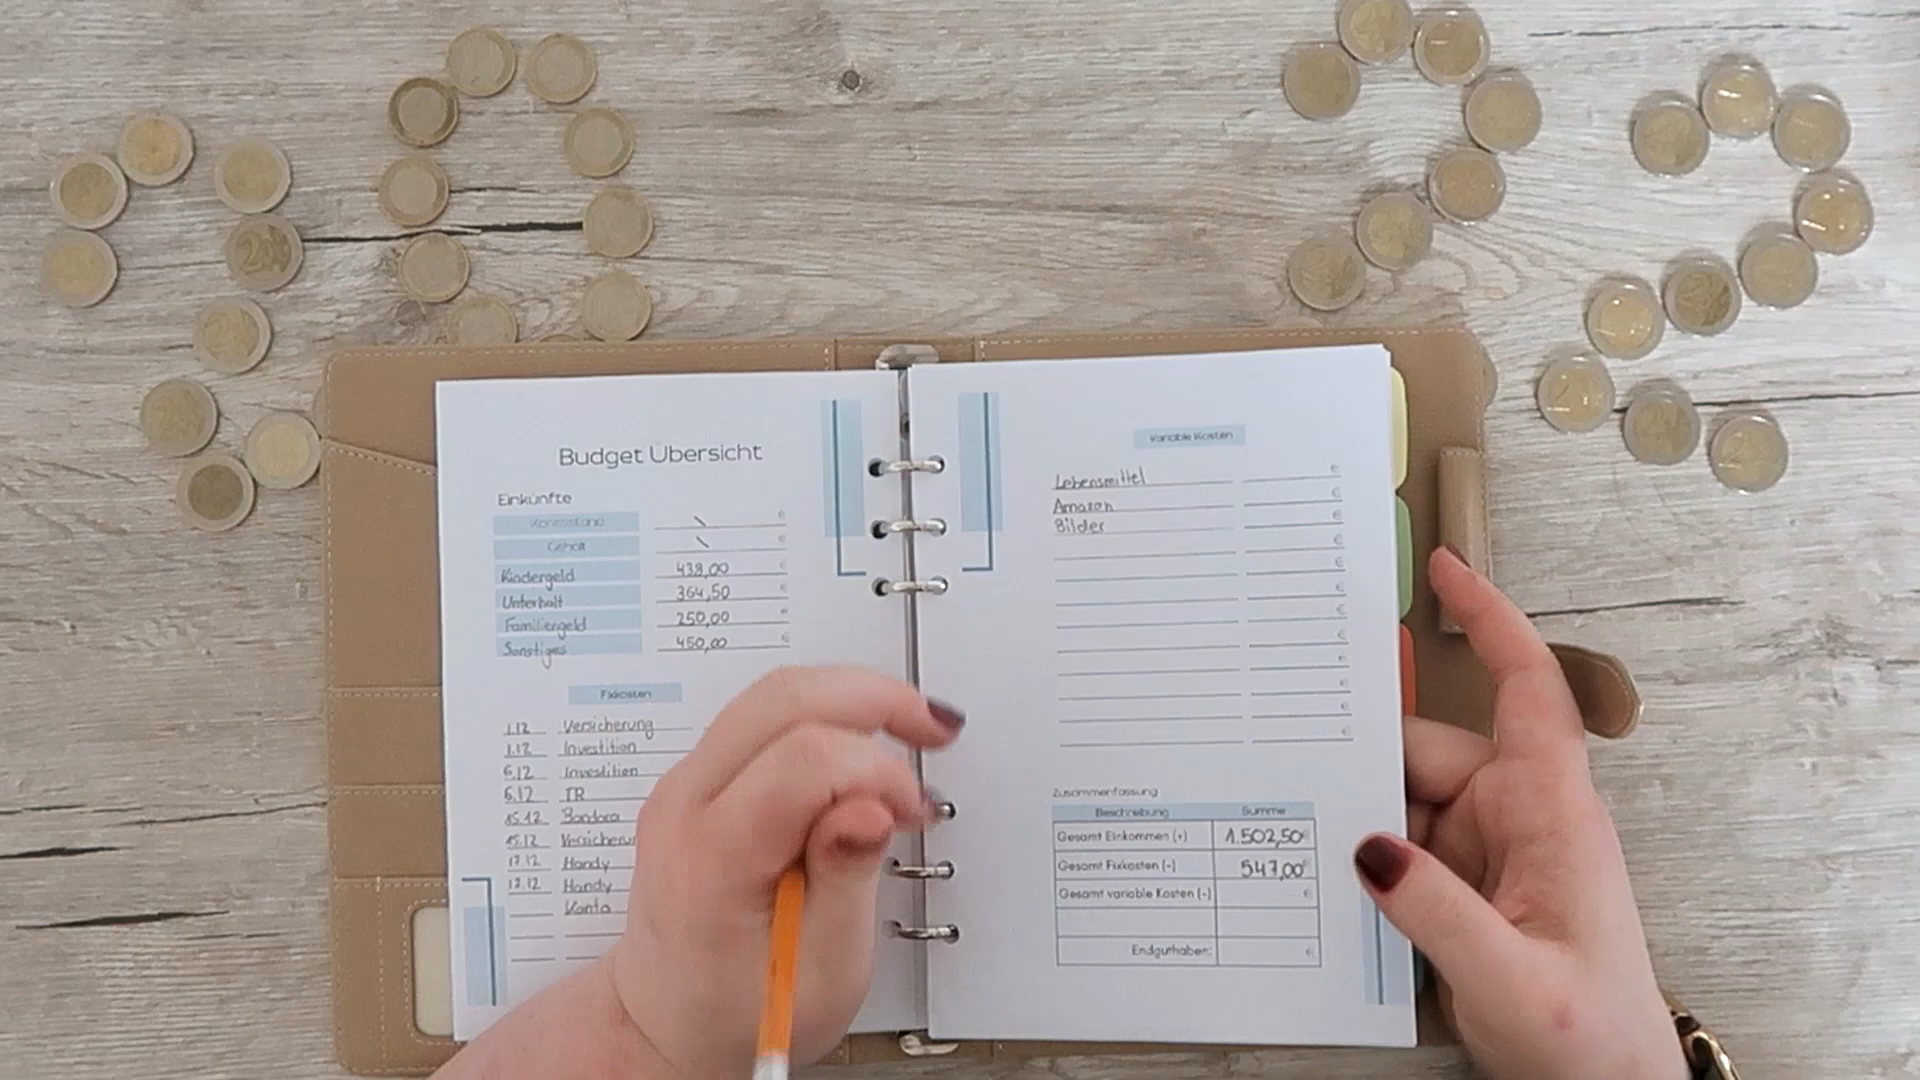 Budget Übersicht
Einkünfte
Kontostand \ €
Gehalt \ €
Kindergeld 438,00 €
Unterhalt 364,50 €
Familiengeld 250,00 €
Sonstiges 450,00 €
Fixkosten
1.12 Versicherung
1.12 Investition
6.12 Investition
6.12 TR
15.12 Bondora
15.12 Versicherun
17.12 Handy
17.12 Handy
Konto
Variable Kosten
Lebensmittel €
Amazon €
Bilder €
€
€
€
€
€
€
€
€
€
Zusammenfassung
Beschreibung Summe
Gesamt Einkommen (+) 1.502,50€
Gesamt Fixkosten (-) 547,00€
Gesamt variable Kosten (-) €
Endguthaben: €